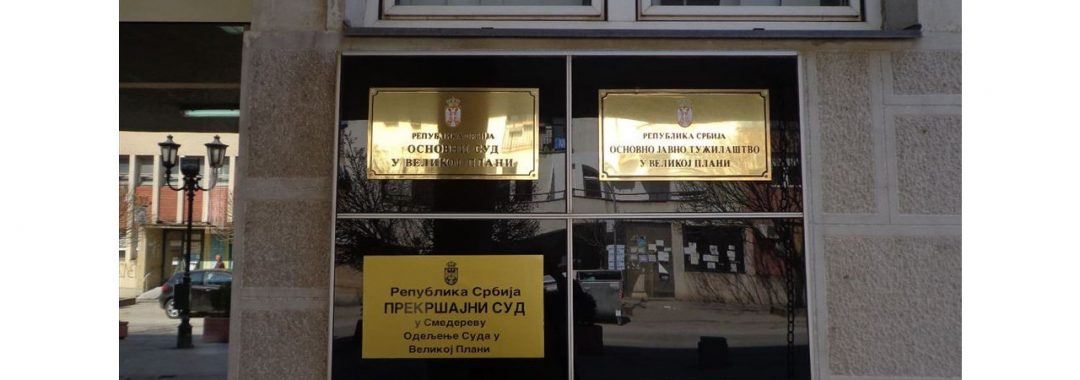 РЕПУБЛИКА СРБИЈА
ОСНОВНИ СУД
У ВЕЛИКОЈ ПЛАНИ
РЕПУБЛИКА СРБИЈА
ОСНОВНО ЈАВНО ТУЖИЛАШТВО
У ВЕЛИКОЈ ПЛАНИ
Република Србија
ПРЕКРШАЈНИ СУД
у Смедереву
Одељење Суда у
Великој Плани